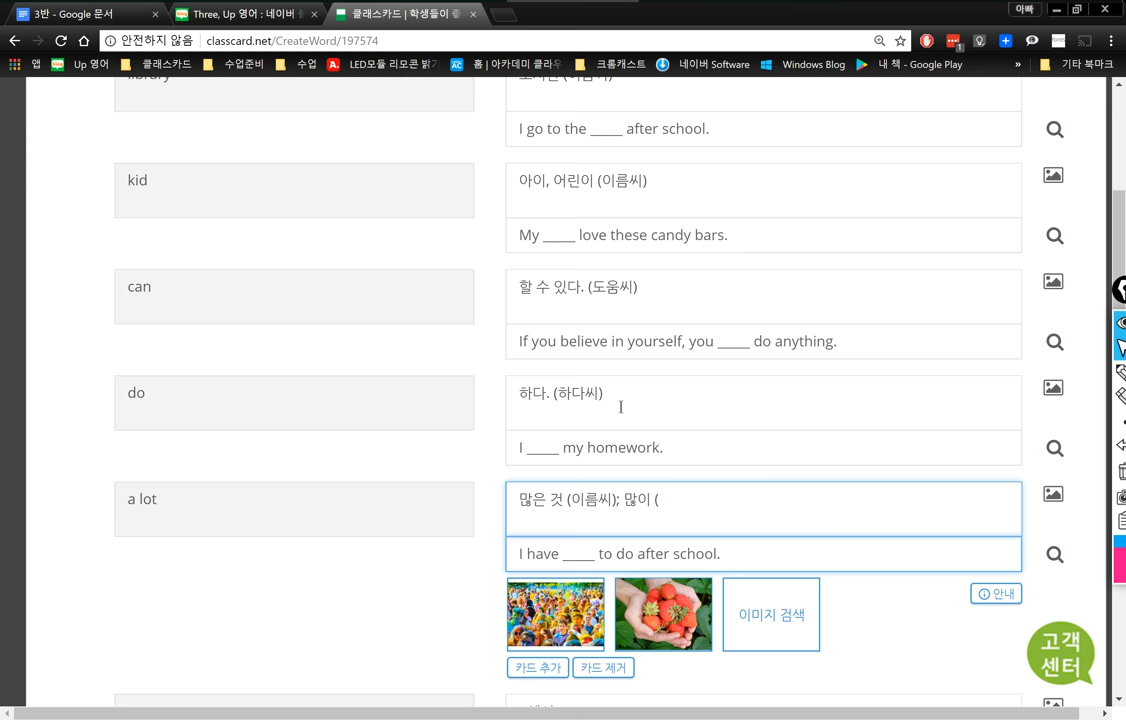 3반 - Google 문서
Three, Up 영어 : 네이버
클래스카드 | 학생들이
아빠
안전하지 않음
classcard.net/CreateWord/197574
앱
Up 영어
클래스카드
수업준비
수업
LED모듈 리모콘 밝기
홈 | 아카데미 클라우
크롬캐스트
네이버 Software
Windows Blog
내 책 - Google Play
»
기타 북마크
library
I go to the _____ after school.
kid
아이, 어린이 (이름씨)
My _____ love these candy bars.
can
할 수 있다. (도움씨)
If you believe in yourself, you _____ do anything.
do
하다. (하다씨)
I _____ my homework.
a lot
많은 것 (이름씨); 많이 (
I have _____ to do after school.
이미지 검색
안내
카드 추가
카드 제거
고객
센터